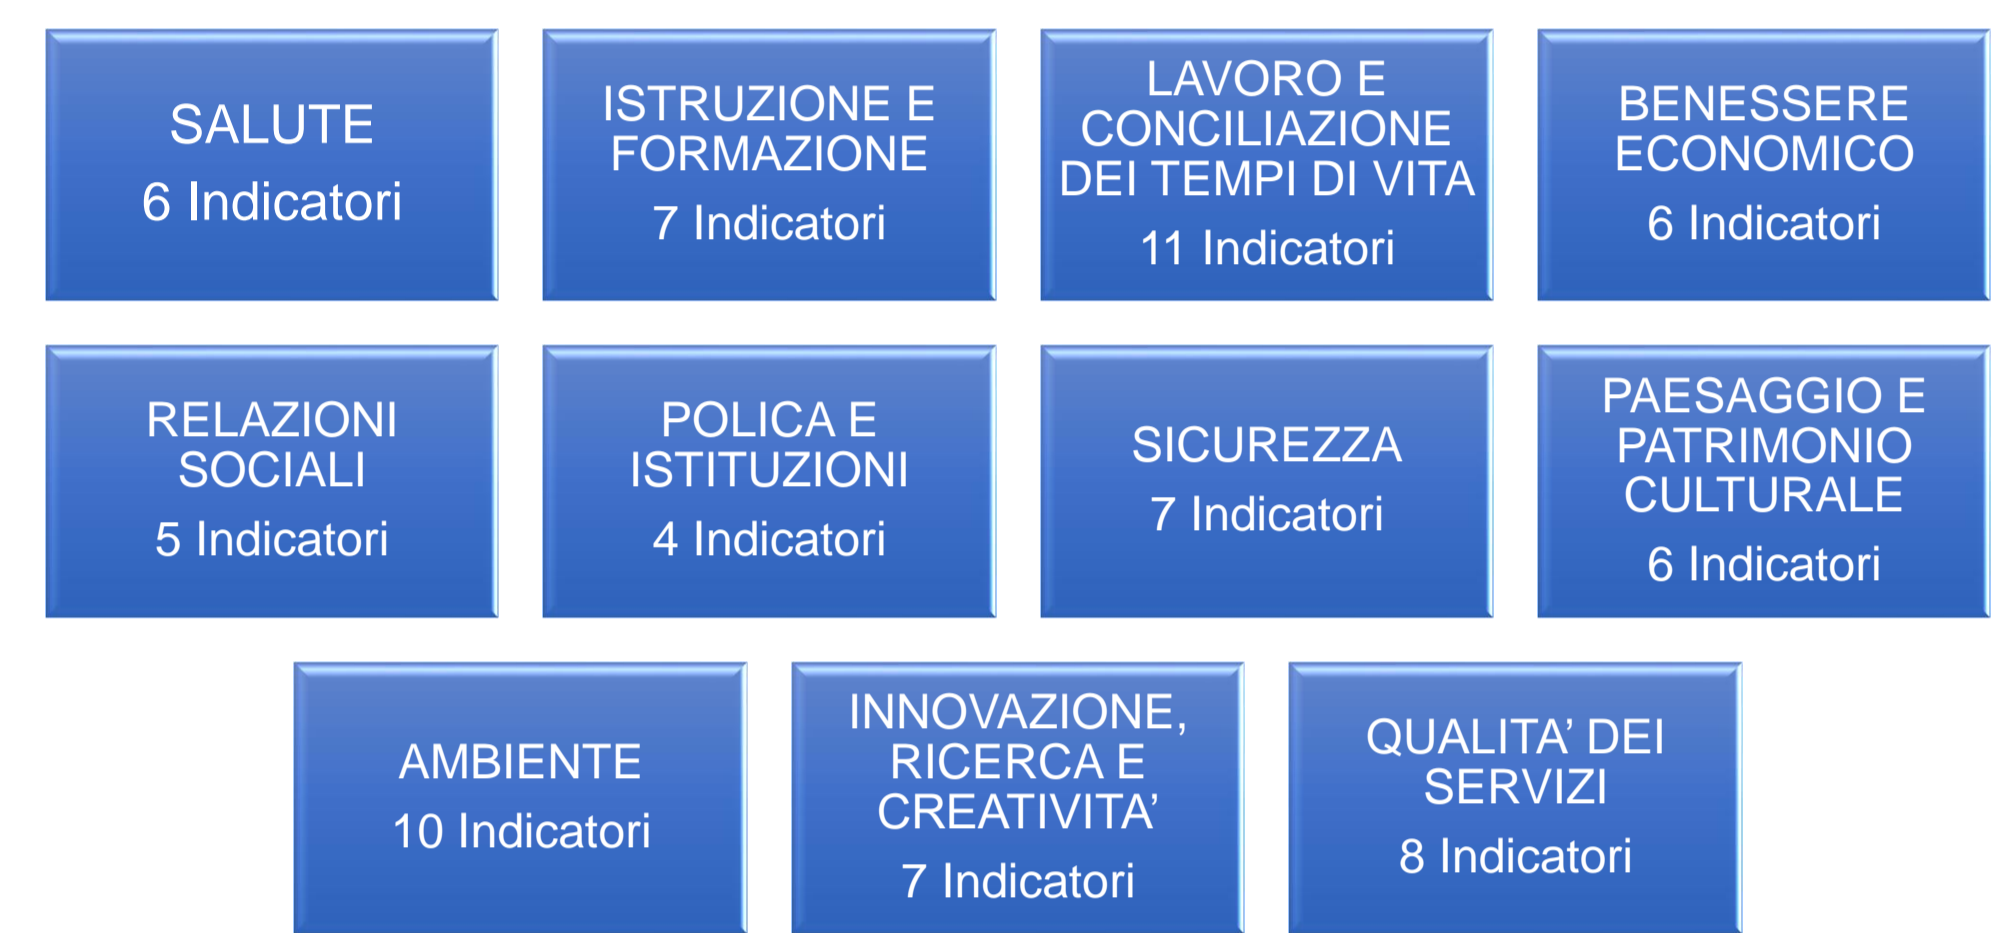 SALUTE
6 Indicatori
ISTRUZIONE E
FORMAZIONE
7 Indicatori
LAVORO E
CONCILIAZIONE
DEI TEMPI DI VITA
11 Indicatori
BENESSERE
ECONOMICO
6 Indicatori
RELAZIONI
SOCIALI
5 Indicatori
POLICA E
ISTITUZIONI
4 Indicatori
SICUREZZA
7 Indicatori
PAESAGGIO E
PATRIMONIO
CULTURALE
6 Indicatori
AMBIENTE
10 Indicatori
INNOVAZIONE,
RICERCA E
CREATIVITA’
7 Indicatori
QUALITA’ DEI
SERVIZI
8 Indicatori